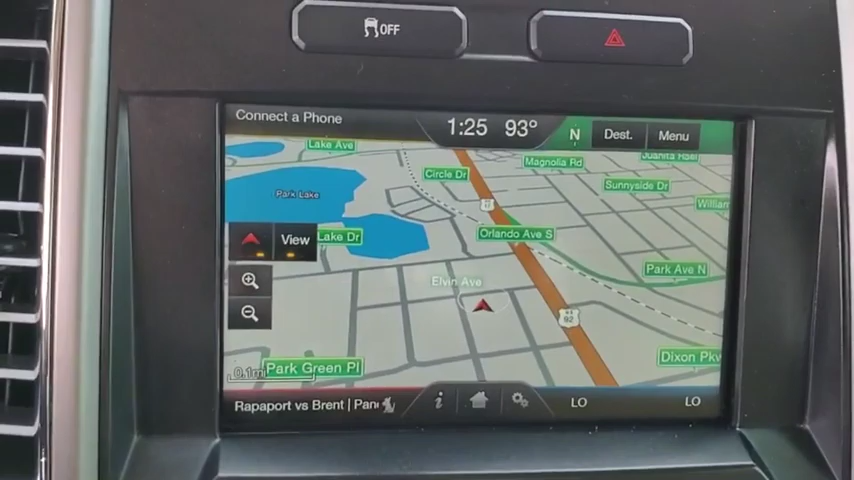 OFF
Connect a Phone
1:25 93°
N
Dest.
Menu
Lake Ave
Magnolia Rd
Circle Dr
Sunnyside Dr
Park Lake
Lake Dr
Orlando Ave S
View
Park Ave N
Elvin Ave
92
0.1mi
Park Green Pl
Dixon Pkw
Rapaport vs Brent | Pan
i
LO
LO